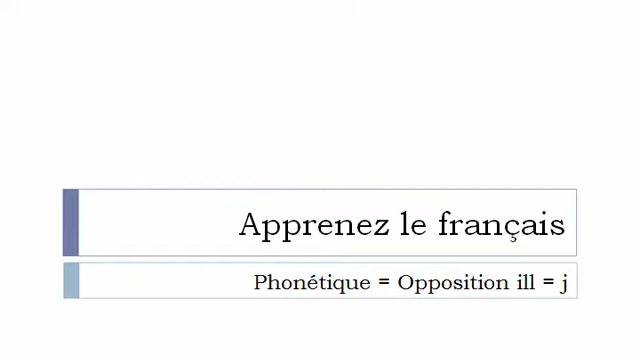 Apprenez le français
Phonétique = Opposition ill = j